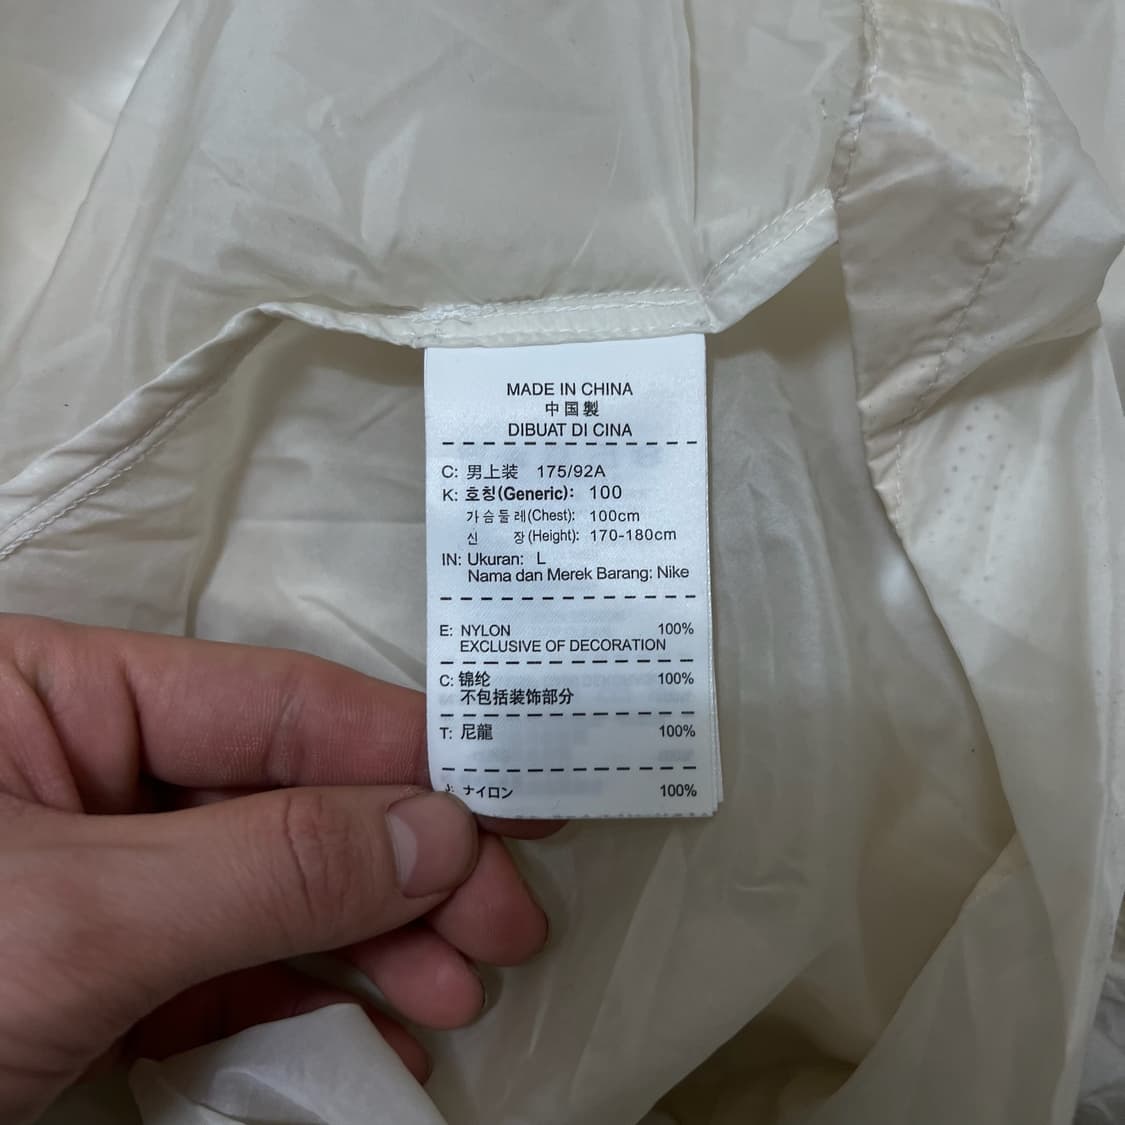 MADE IN CHINA
中国製
DIBUAT DI CINA
C: 男上装 175/92A
K: 호칭(Generic): 100
가슴둘레(Chest): 100cm
신 장(Height): 170-180cm
IN: Ukuran: L
Nama dan Merek Barang: Nike
E: NYLON 100%
EXCLUSIVE OF DECORATION
C: 锦纶 100%
不包括装饰部分
T: 尼龍 100%
ナイロン 100%